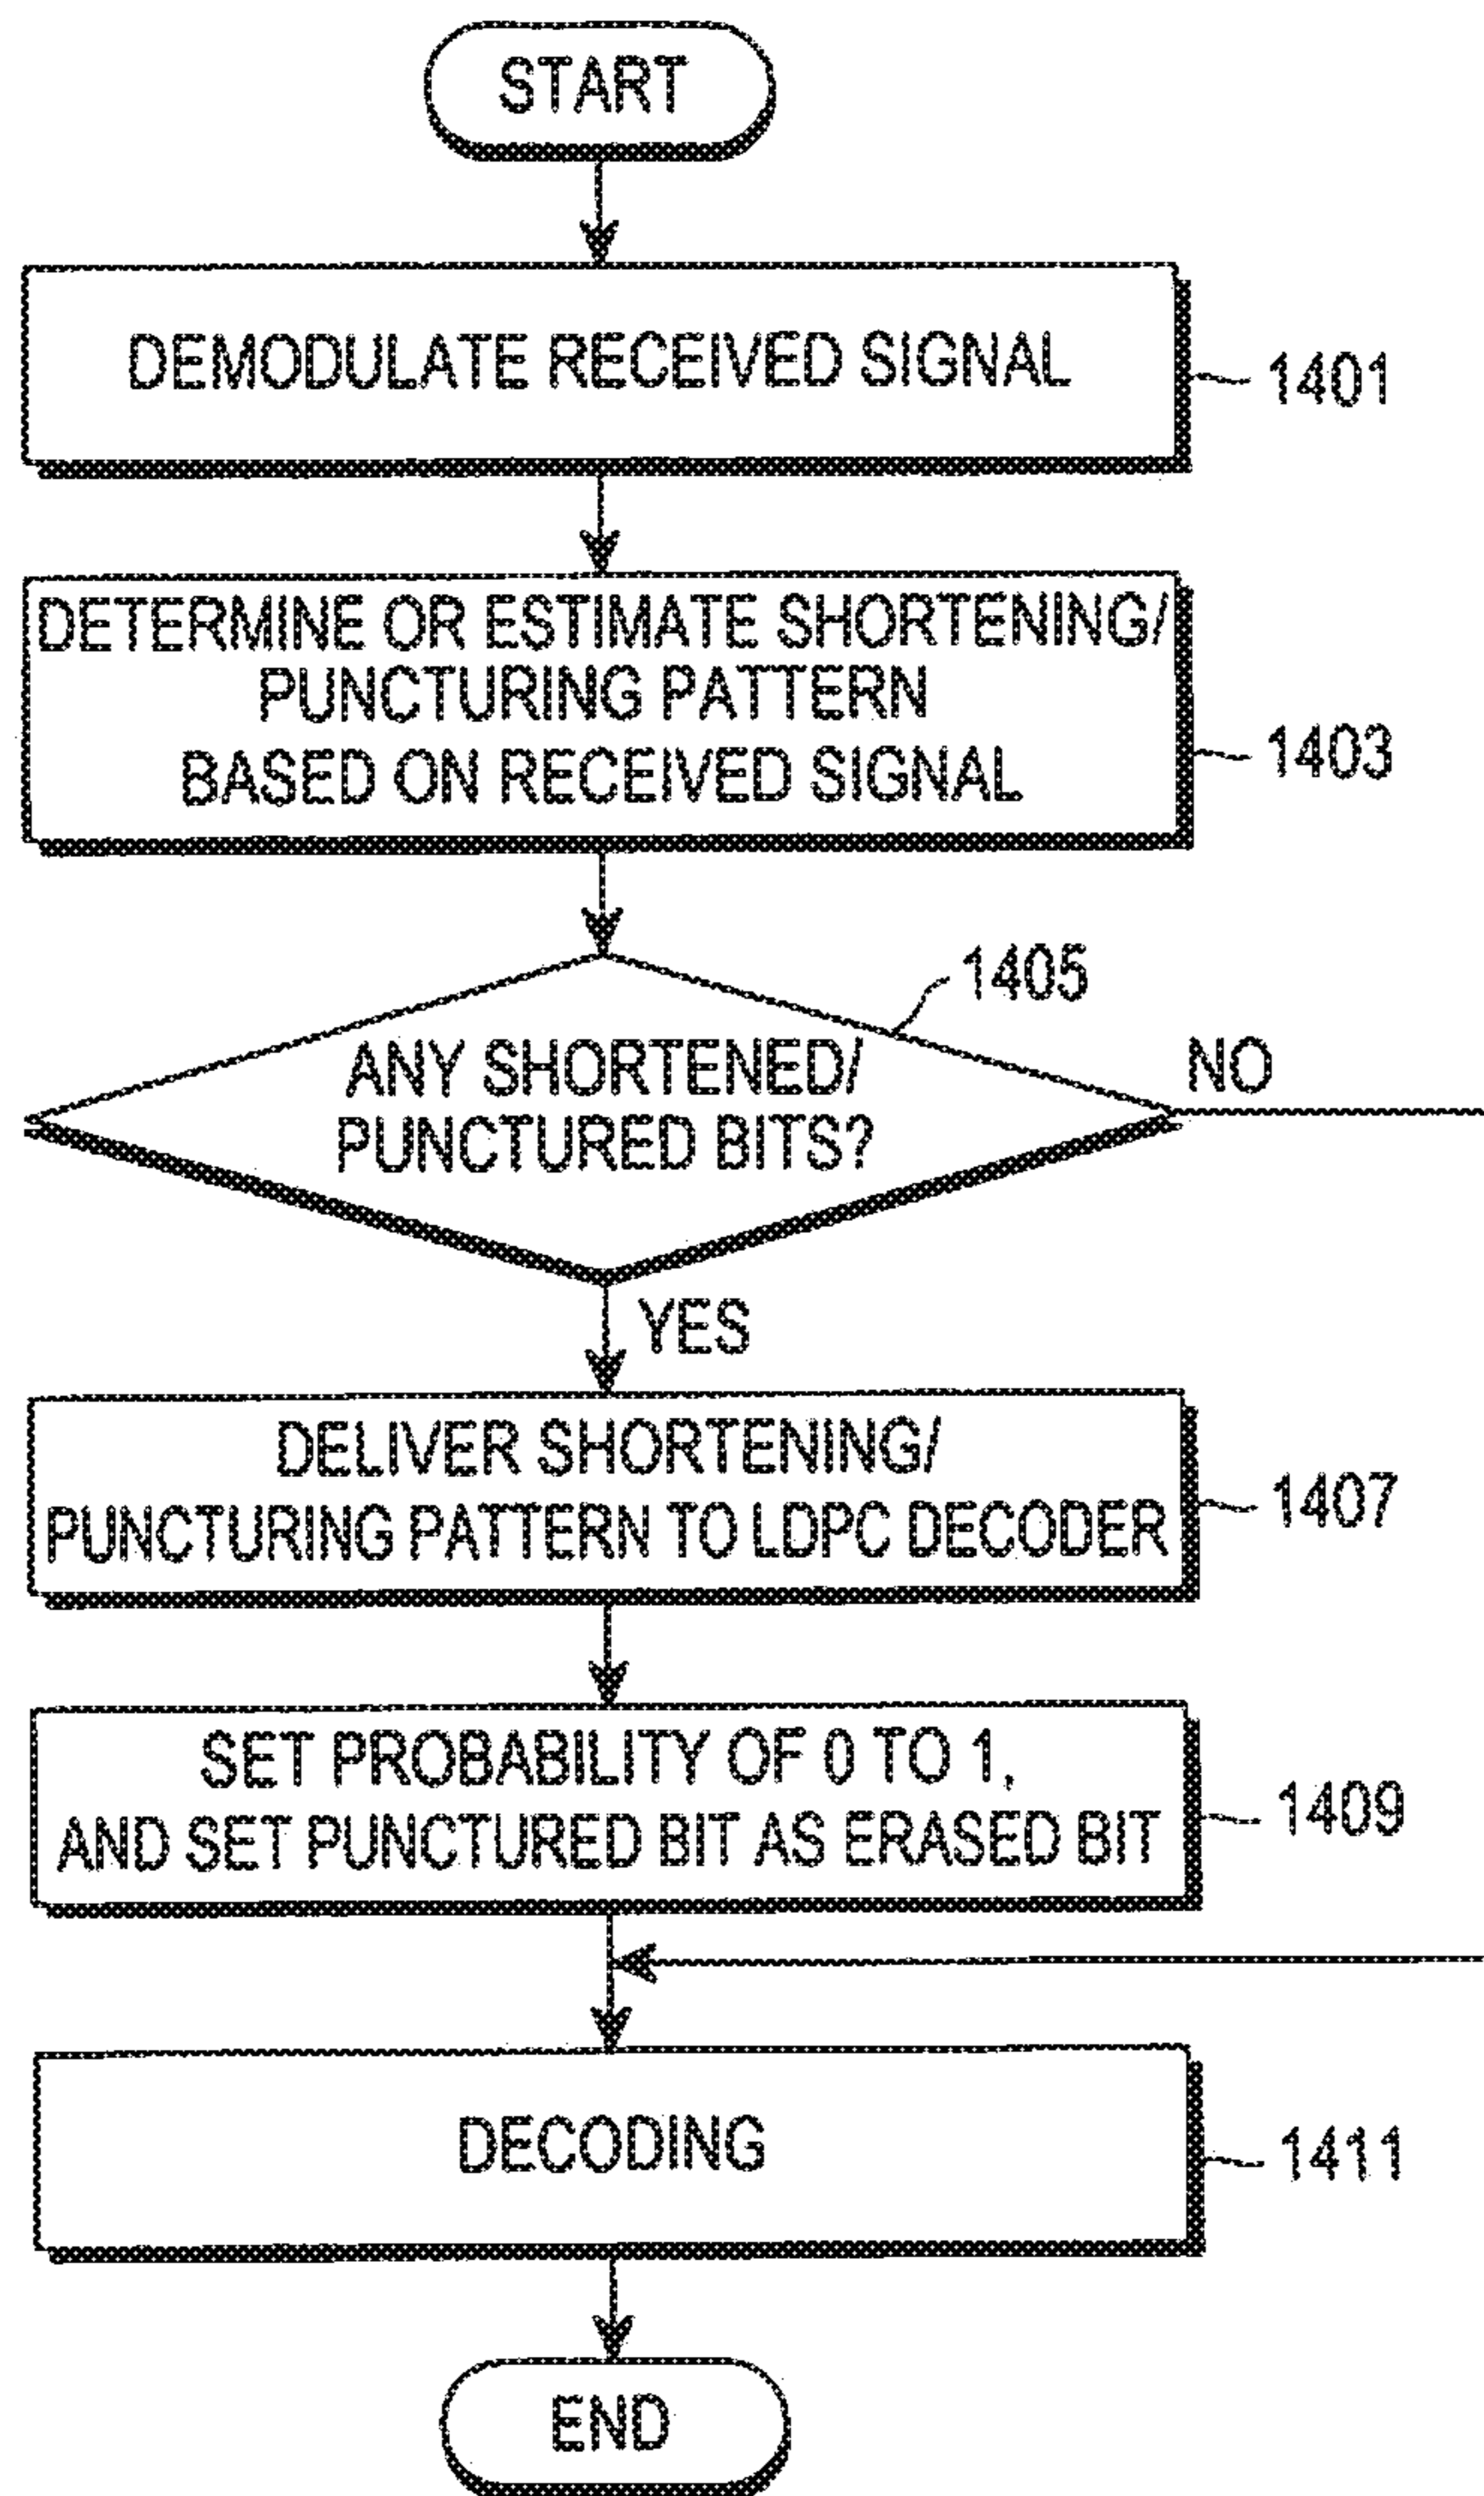 START
DEMODULATE RECEIVED SIGNAL
1401
DETERMINE OR ESTIMATE SHORTENING/
PUNCTURING PATTERN
BASED ON RECEIVED SIGNAL
1403
1405
ANY SHORTENED/
PUNCTURED BITS?
NO
YES
DELIVER SHORTENING/
PUNCTURING PATTERN TO LDPC DECODER
1407
SET PROBABILITY OF 0 TO 1,
AND SET PUNCTURED BIT AS ERASED BIT
1409
DECODING
1411
END